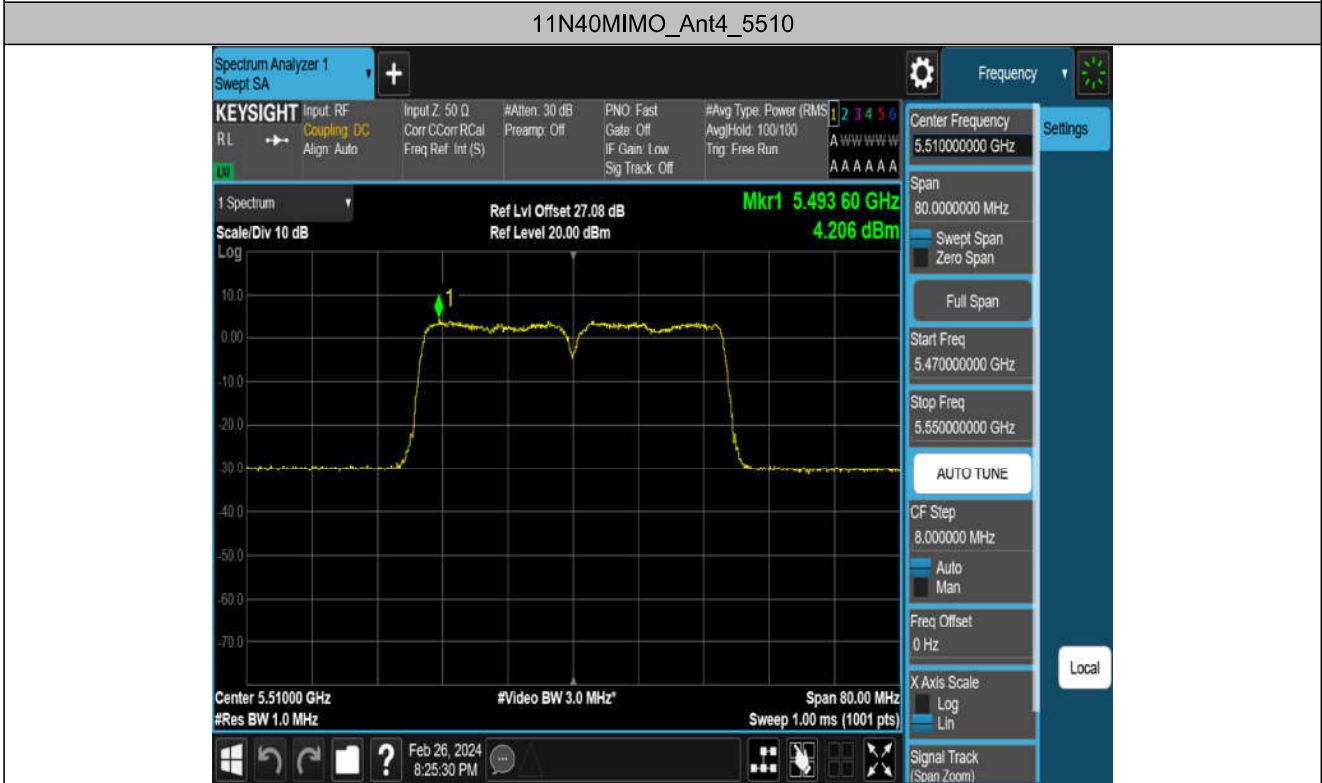 11N40MIMO_Ant4_5510
Spectrum Analyzer 1
Swept SA
+
Frequency
KEYSIGHT
RL
LXI
Input: RF
Coupling: DC
Align: Auto
Input Z: 50 Ω
Corr CCorr RCal
Freq Ref: Int (S)
#Atten: 30 dB
Preamp: Off
PNO: Fast
Gate: Off
IF Gain: Low
Sig Track: Off
#Avg Type: Power (RMS
Avg|Hold: 100/100
Trig: Free Run
1 2 3 4 5 6
A W W W W W
A A A A A A
1 Spectrum
Scale/Div 10 dB
Log
Ref Lvl Offset 27.08 dB
Ref Level 20.00 dBm
Mkr1 5.493 60 GHz
4.206 dBm
1
10.0
0.00
-10.0
-20.0
-30.0
-40.0
-50.0
-60.0
-70.0
Center 5.51000 GHz
#Res BW 1.0 MHz
#Video BW 3.0 MHz*
Span 80.00 MHz
Sweep 1.00 ms (1001 pts)
?
Feb 26, 2024
8:25:30 PM
Center Frequency
5.510000000 GHz
Settings
Span
80.0000000 MHz
Swept Span
Zero Span
Full Span
Start Freq
5.470000000 GHz
Stop Freq
5.550000000 GHz
AUTO TUNE
CF Step
8.000000 MHz
Auto
Man
Freq Offset
0 Hz
X Axis Scale
Log
Lin
Local
Signal Track
(Span Zoom)